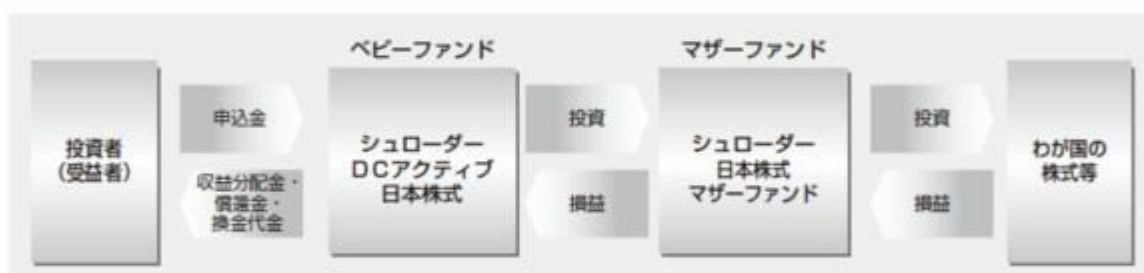 ベビーファンド
マザーファンド
投資者
(受益者)
申込金
収益分配金・
償還金・
換金代金
シュローダー
DCアクティブ
日本株式
投資
損益
シュローダー
日本株式
マザーファンド
投資
損益
わが国の
株式等